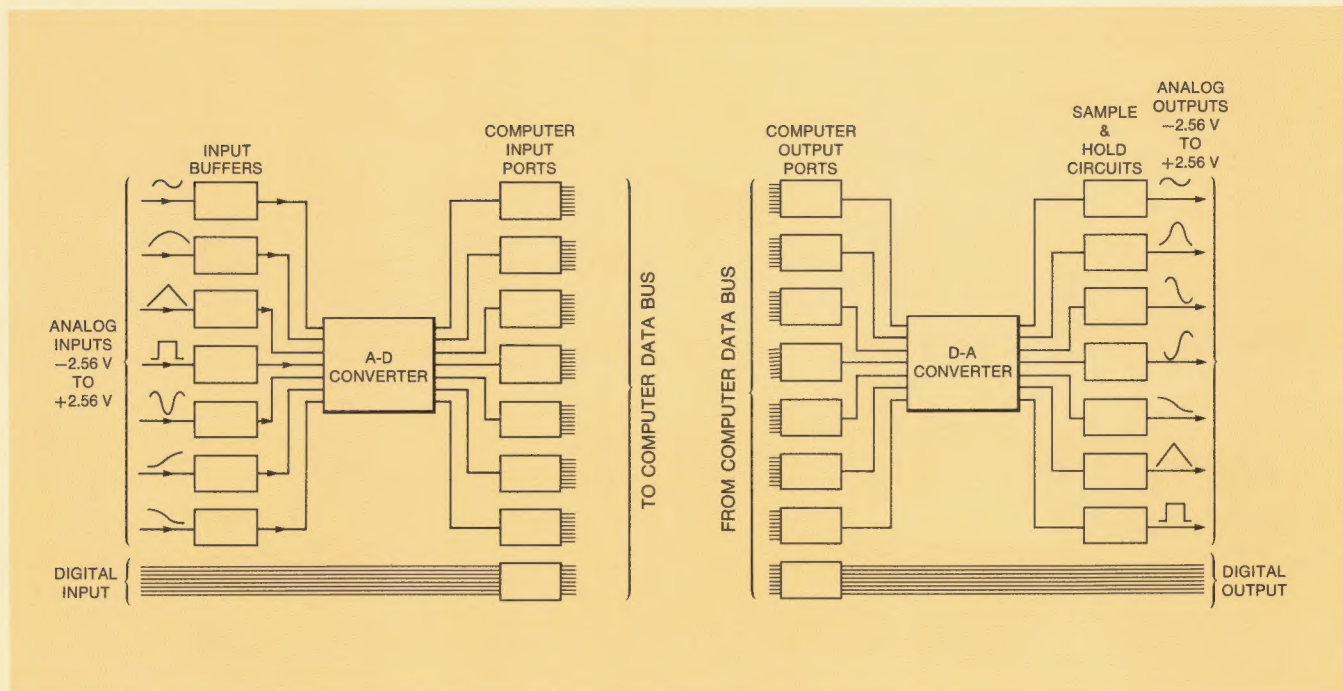 INPUT
BUFFERS
COMPUTER
INPUT
PORTS
ANALOG
INPUTS
−2.56 V
TO
+2.56 V
A-D
CONVERTER
DIGITAL
INPUT
TO COMPUTER DATA BUS
FROM COMPUTER DATA BUS
COMPUTER
OUTPUT
PORTS
D-A
CONVERTER
SAMPLE
&
HOLD
CIRCUITS
ANALOG
OUTPUTS
−2.56 V
TO
+2.56 V
DIGITAL
OUTPUT